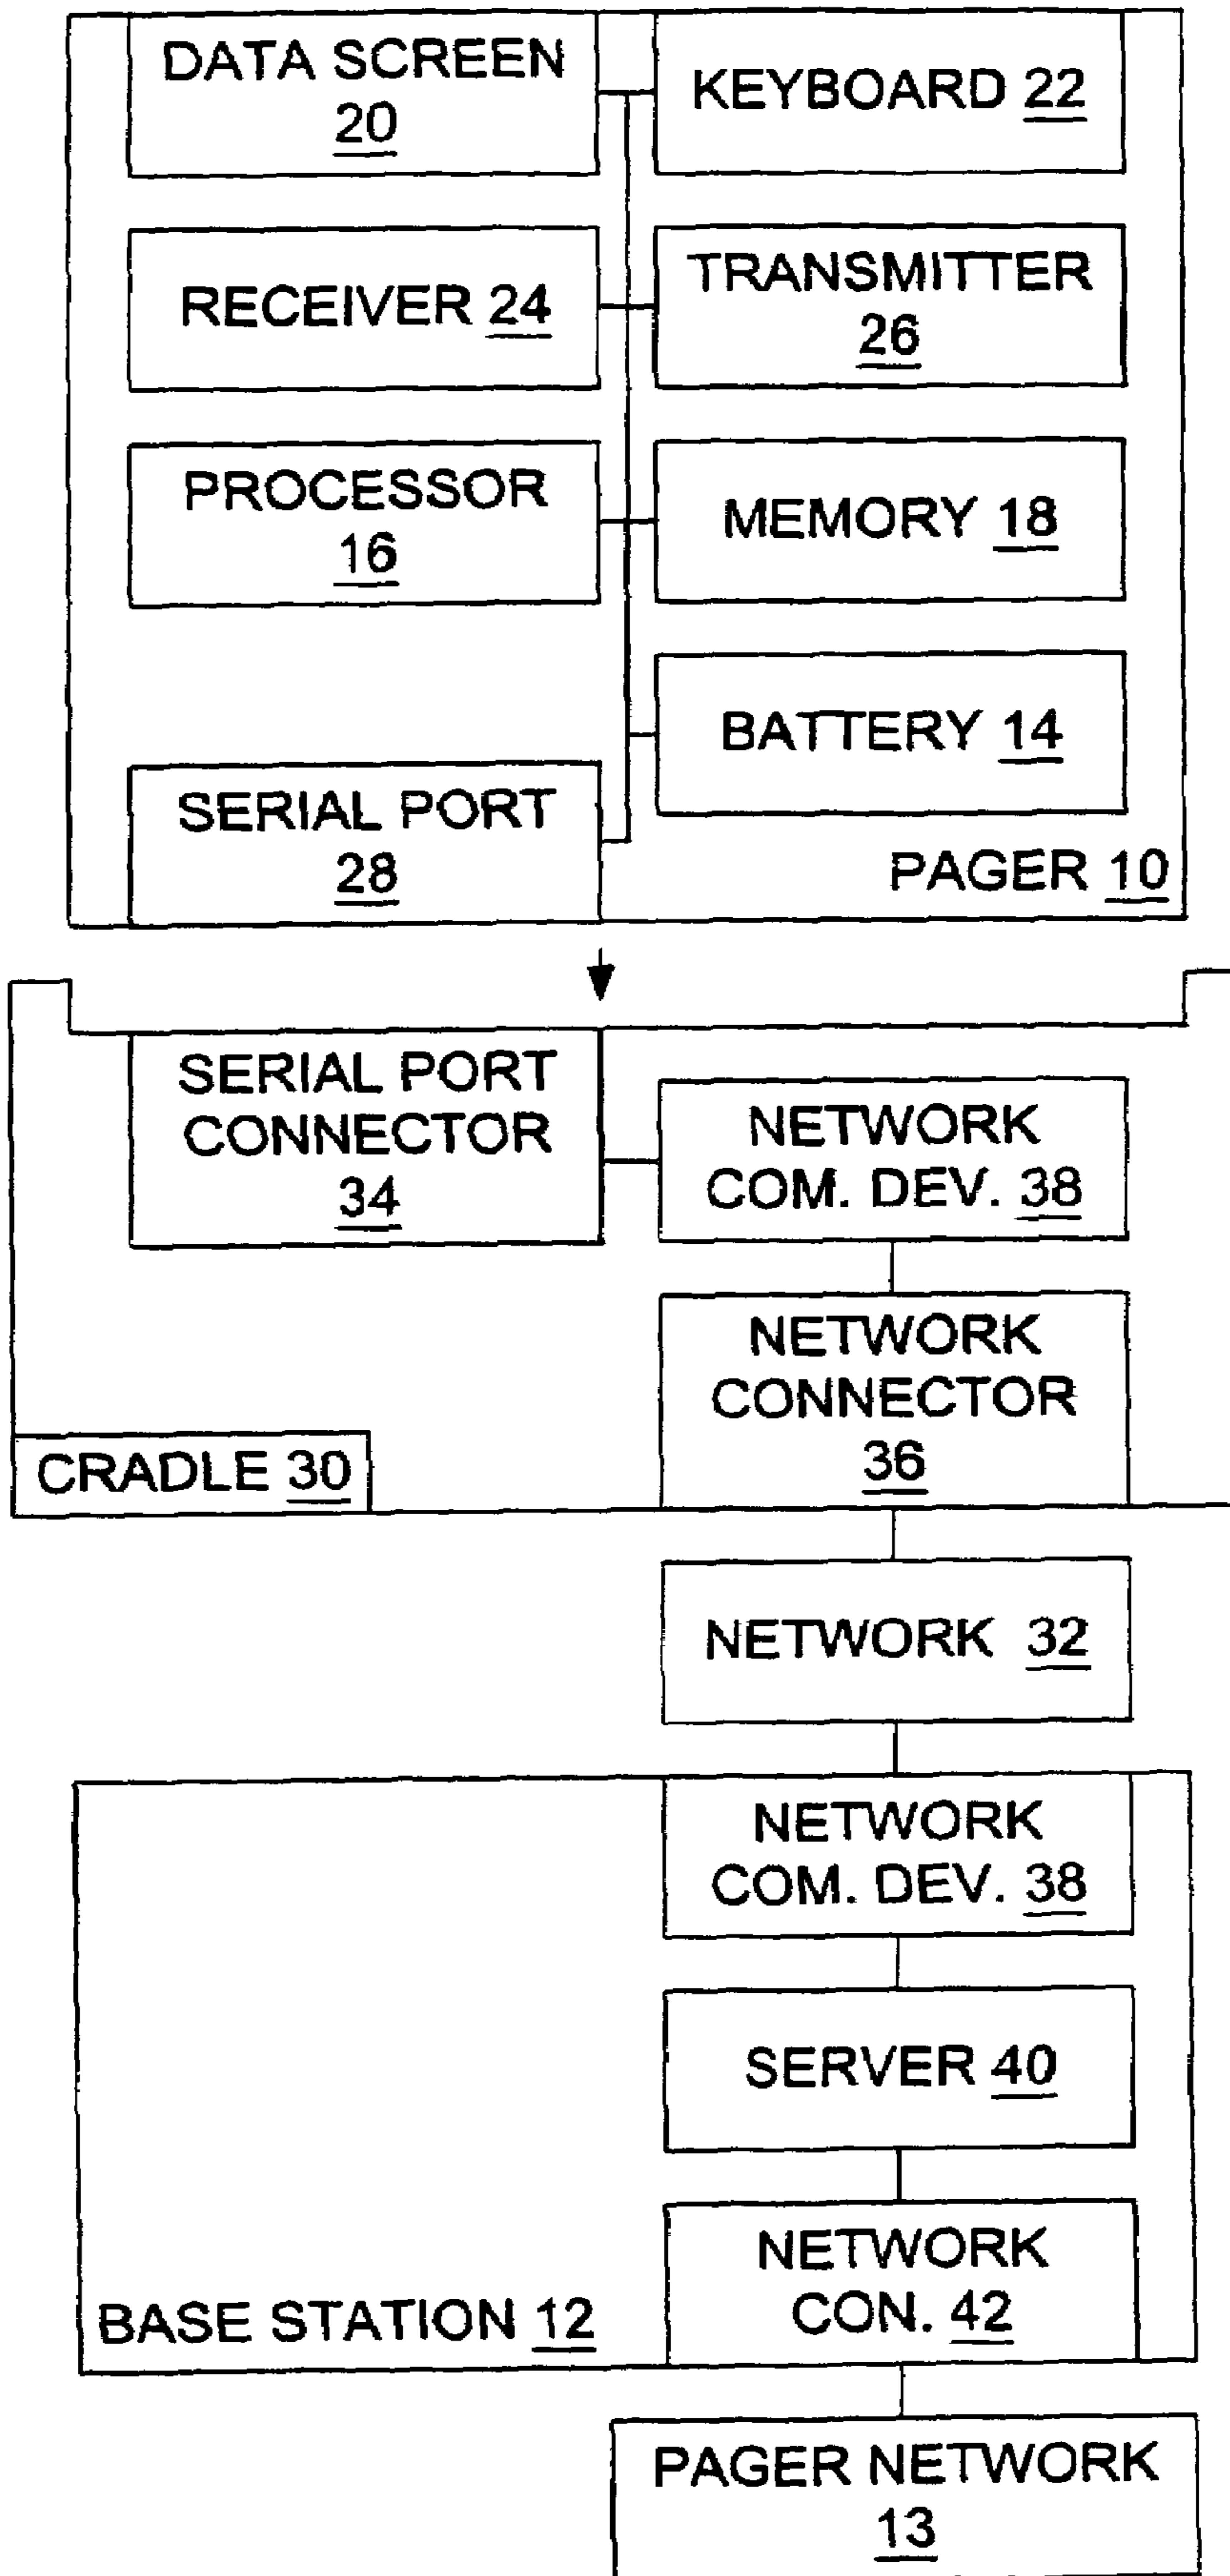 DATA SCREEN
20
KEYBOARD 22
RECEIVER 24
TRANSMITTER
26
PROCESSOR
16
MEMORY 18
BATTERY 14
SERIAL PORT
28
PAGER 10
SERIAL PORT
CONNECTOR
34
NETWORK
COM. DEV. 38
NETWORK
CONNECTOR
36
CRADLE 30
NETWORK 32
NETWORK
COM. DEV. 38
SERVER 40
NETWORK
CON. 42
BASE STATION 12
PAGER NETWORK
13